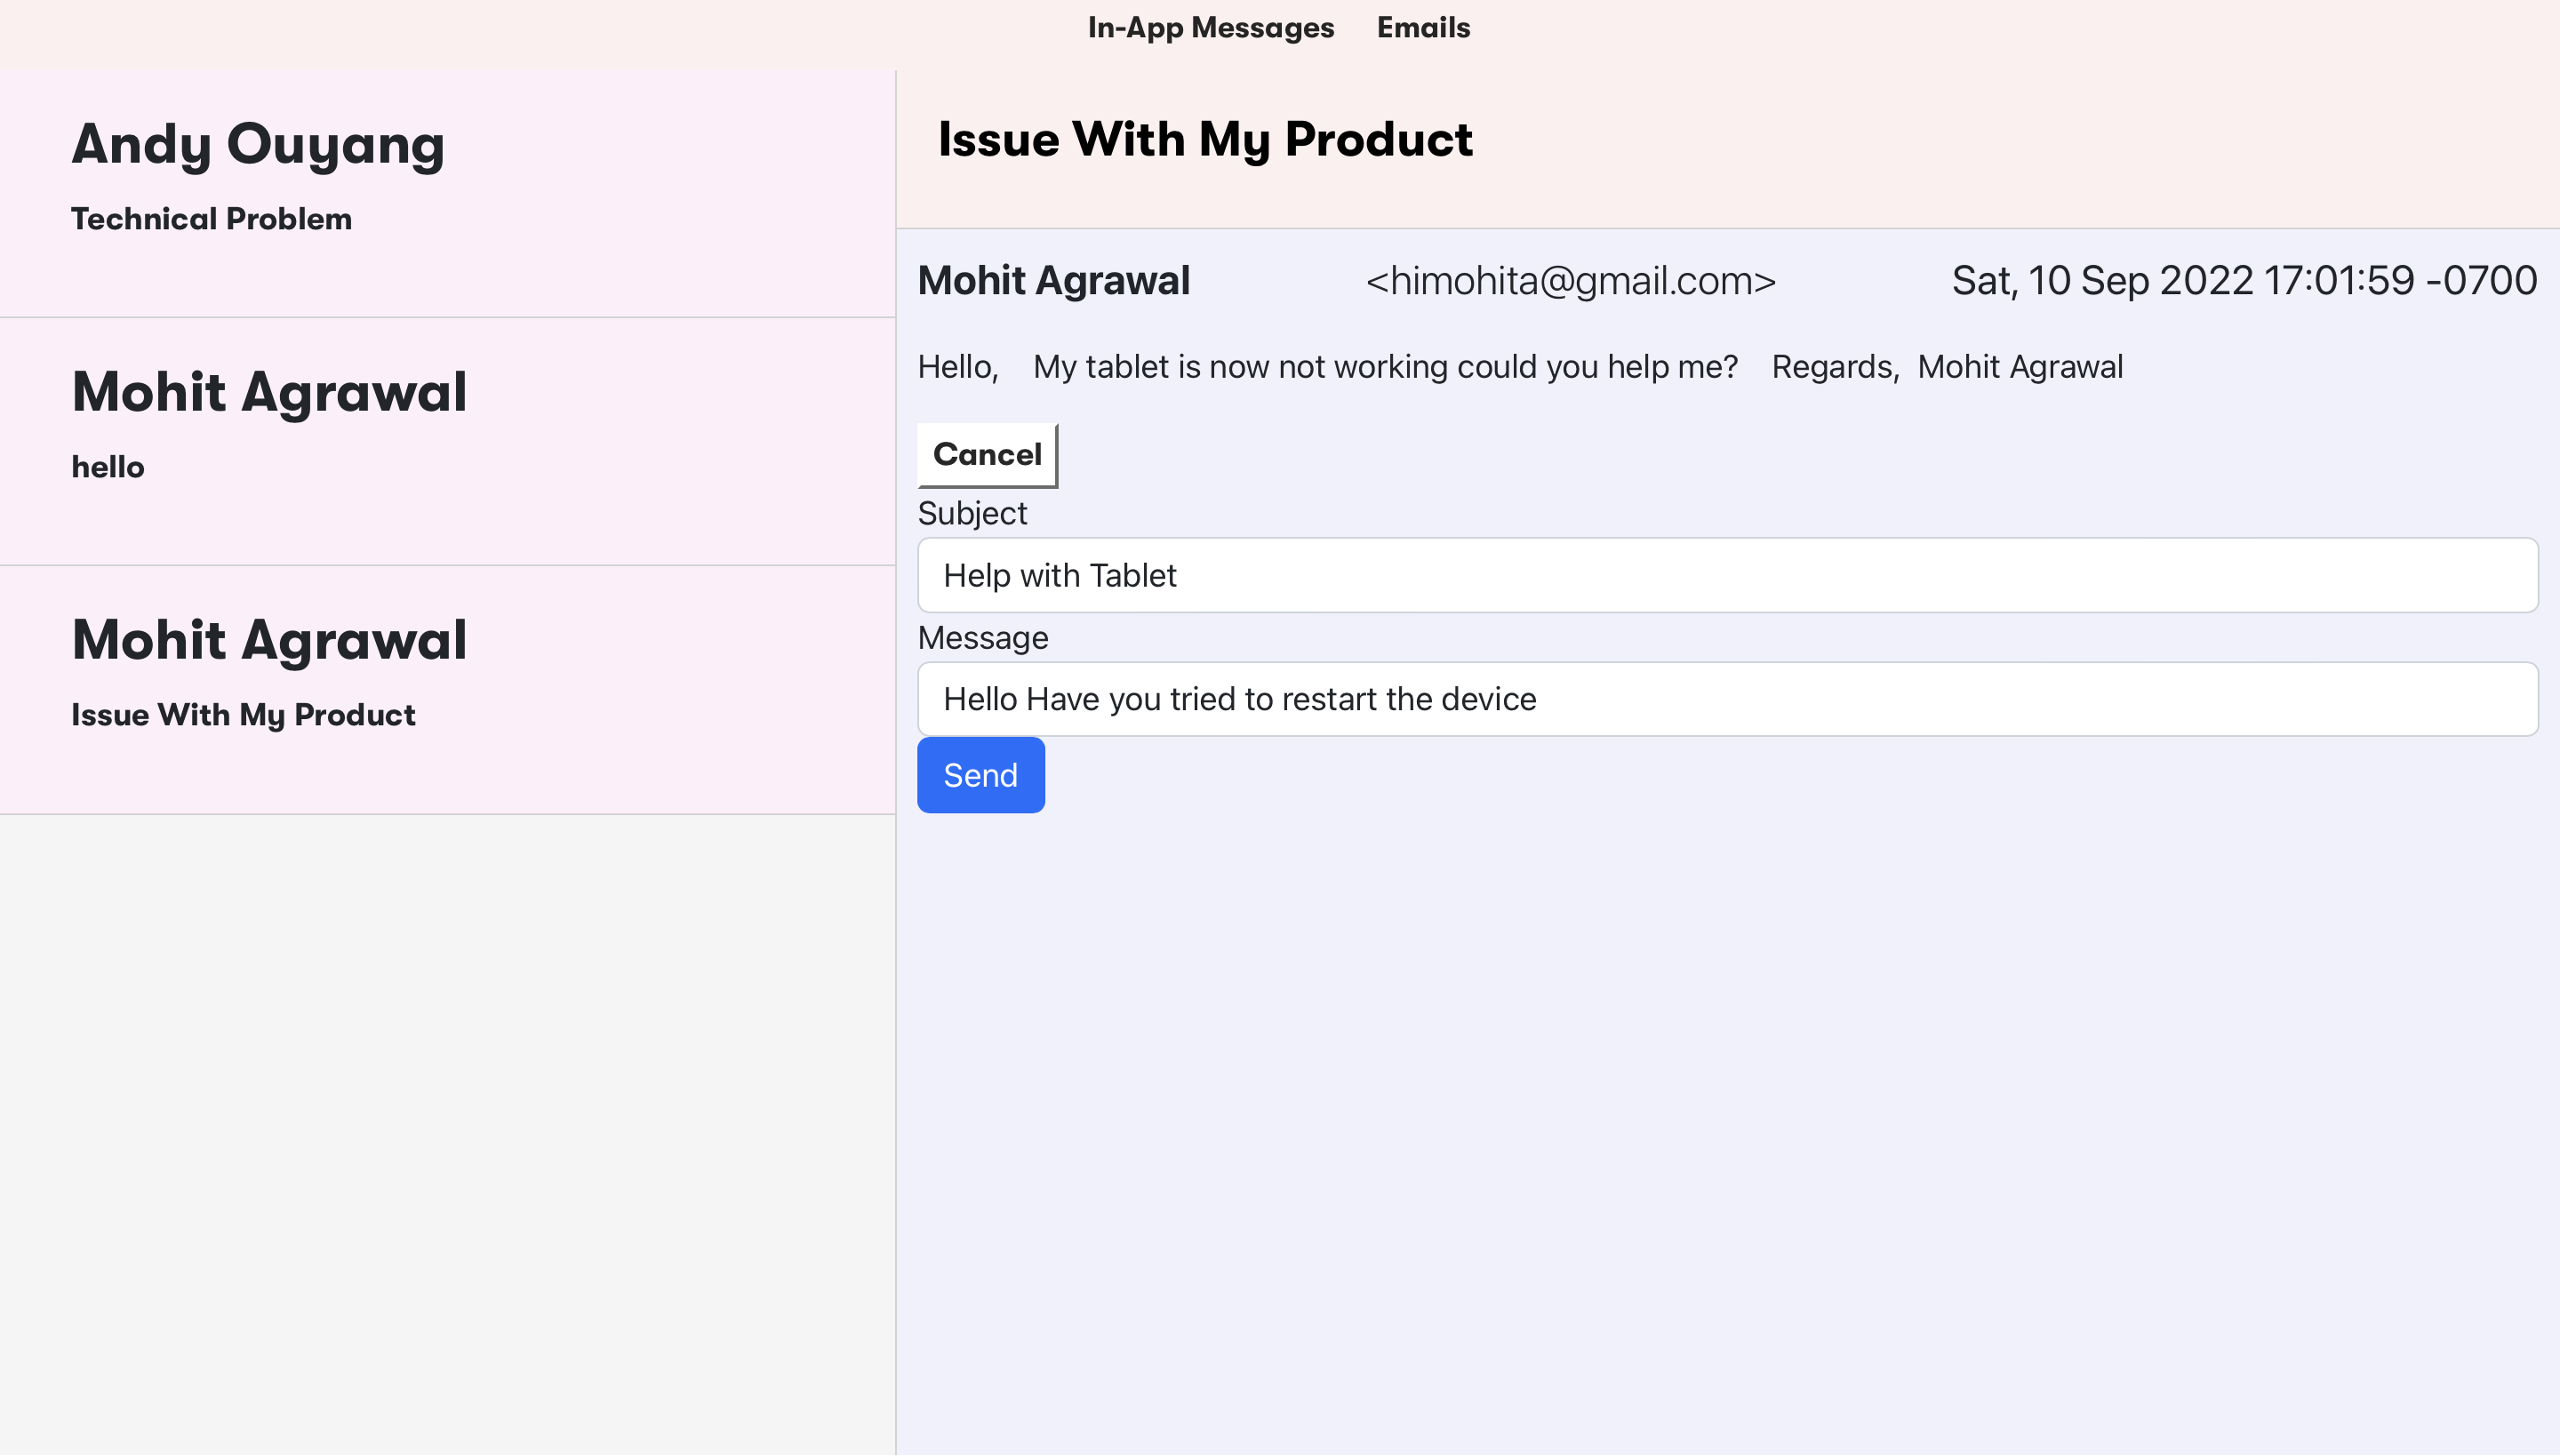 In-App Messages Emails
Andy Ouyang
Technical Problem
Mohit Agrawal
hello
Mohit Agrawal
Issue With My Product
Issue With My Product
Mohit Agrawal <himohita@gmail.com> Sat, 10 Sep 2022 17:01:59 -0700
Hello, My tablet is now not working could you help me? Regards, Mohit Agrawal
Cancel
Subject
Help with Tablet
Message
Hello Have you tried to restart the device
Send